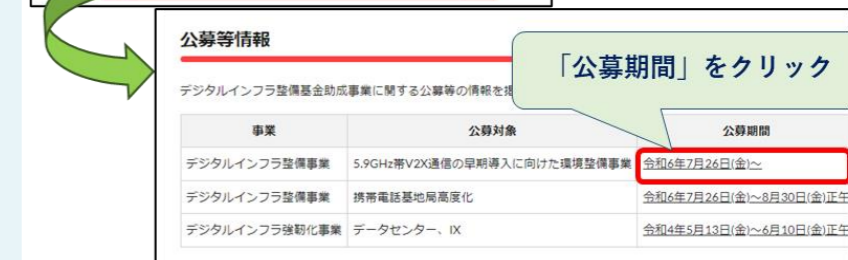 公募等情報
「公募期間」をクリック
デジタルインフラ整備基金助成事業に関する公募等の情報を
事業 公募対象 公募期間
デジタルインフラ整備事業 5.9GHz帯V2X通信の早期導入に向けた環境整備事業 令和6年7月26日(金)～
デジタルインフラ整備事業 携帯電話基地局高度化 令和6年7月26日(金)～8月30日(金)正午
デジタルインフラ強靭化事業 データセンター、IX 令和4年5月13日(金)～6月10日(金)正午